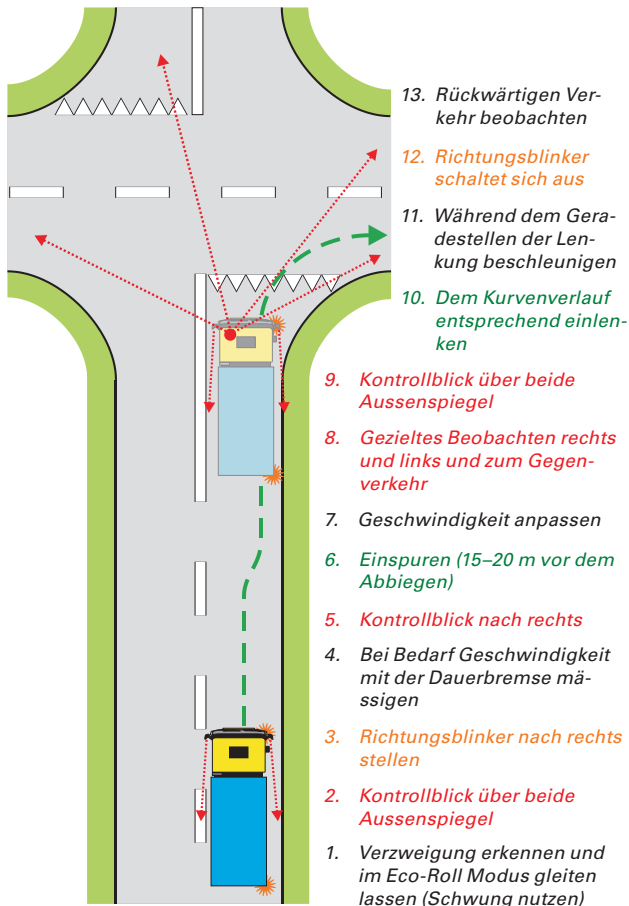 13. Rückwärtigen Ver-
kehr beobachten
12. Richtungsblinker
schaltet sich aus
11. Während dem Gera-
destellen der Len-
kung beschleunigen
10. Dem Kurvenverlauf
entsprechend einlen-
ken
9. Kontrollblick über beide
Aussenspiegel
8. Gezieltes Beobachten rechts
und links und zum Gegen-
verkehr
7. Geschwindigkeit anpassen
6. Einspuren (15–20 m vor dem
Abbiegen)
5. Kontrollblick nach rechts
4. Bei Bedarf Geschwindigkeit
mit der Dauerbremse mä-
ssigen
3. Richtungsblinker nach rechts
stellen
2. Kontrollblick über beide
Aussenspiegel
1. Verzweigung erkennen und
im Eco-Roll Modus gleiten
lassen (Schwung nutzen)